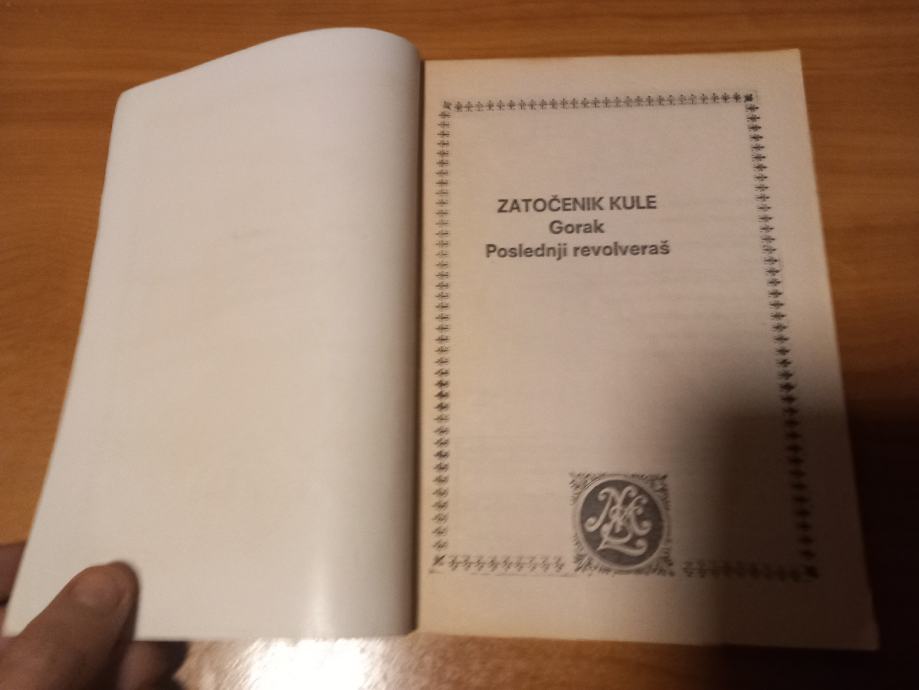 ZATOČENIK KULE
Gorak
Poslednji revolveraš